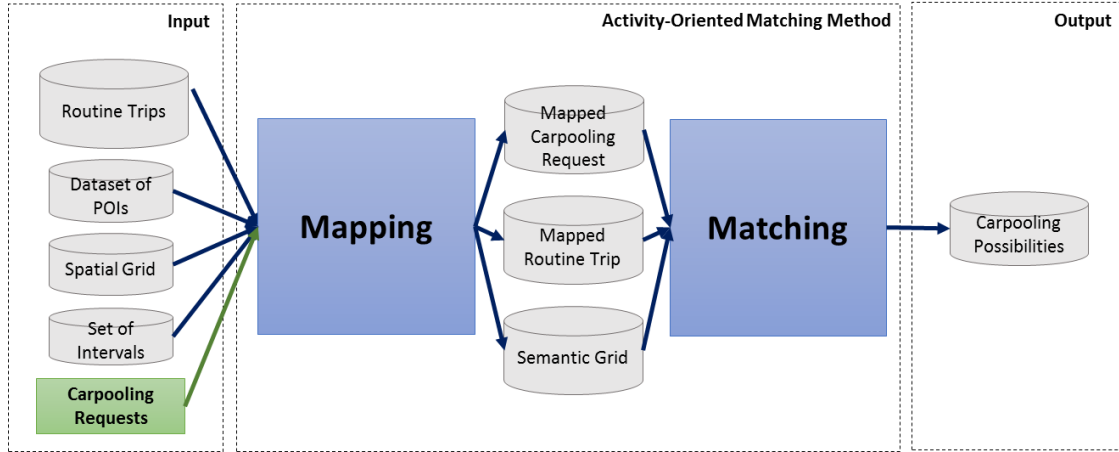 Input
Routine Trips
Dataset of
POIs
Spatial Grid
Set of
Intervals
Carpooling
Requests
Activity-Oriented Matching Method
Mapping
Mapped
Carpooling
Request
Mapped
Routine Trip
Semantic Grid
Matching
Output
Carpooling
Possibilities